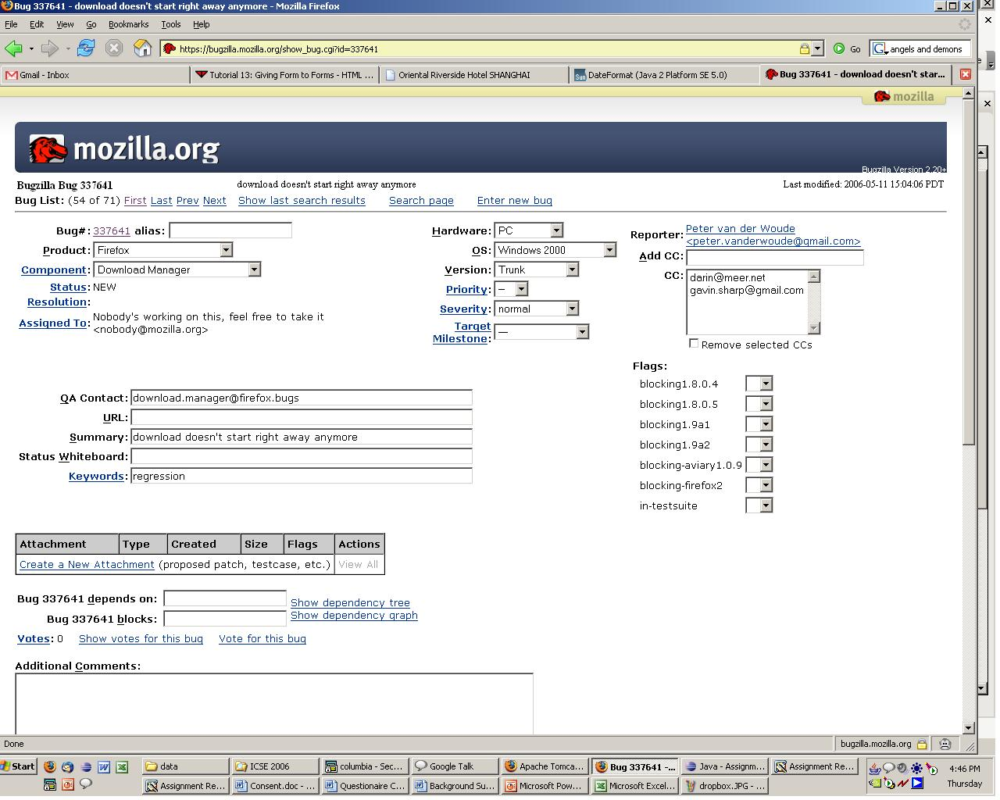 Bug 337641 - download doesn't start right away anymore - Mozilla Firefox
File Edit View Go Bookmarks Tools Help
https://bugzilla.mozilla.org/show_bug.cgi?id=337641 Go G angels and demons
Gmail - Inbox Tutorial 13: Giving Form to Forms - HTML ... Oriental Riverside Hotel SHANGHAI Sun DateFormat (Java 2 Platform SE 5.0) Bug 337641 - download doesn't star...
mozilla
mozilla.org
Bugzilla Version 2.20+
Bugzilla Bug 337641 download doesn't start right away anymore Last modified: 2006-05-11 15:04:06 PDT
Bug List: (54 of 71) First Last Prev Next Show last search results Search page Enter new bug
Bug#: 337641 alias:
Product: Firefox
Component: Download Manager
Status: NEW
Resolution:
Assigned To: Nobody's working on this, feel free to take it
<nobody@mozilla.org>
Hardware: PC
OS: Windows 2000
Version: Trunk
Priority: --
Severity: normal
Target
Milestone: ---
Reporter: Peter van der Woude
<peter.vanderwoude@gmail.com>
Add CC:
CC: darin@meer.net
gavin.sharp@gmail.com
Remove selected CCs
QA Contact: download.manager@firefox.bugs
URL:
Summary: download doesn't start right away anymore
Status Whiteboard:
Keywords: regression
Flags:
blocking1.8.0.4
blocking1.8.0.5
blocking1.9a1
blocking1.9a2
blocking-aviary1.0.9
blocking-firefox2
in-testsuite
Attachment Type Created Size Flags Actions
Create a New Attachment (proposed patch, testcase, etc.) View All
Bug 337641 depends on: Show dependency tree
Bug 337641 blocks: Show dependency graph
Votes: 0 Show votes for this bug Vote for this bug
Additional Comments:
Done bugzilla.mozilla.org
Start data ICSE 2006 columbia - Sec... Google Talk Apache Tomca... Bug 337641 -... Java - Assignm... Assignment Re... 4:46 PM
Assignment Re... Consent.doc - ... Questionaire C... Background Su... Microsoft Pow... Microsoft Excel... dropbox.JPG - ... Thursday